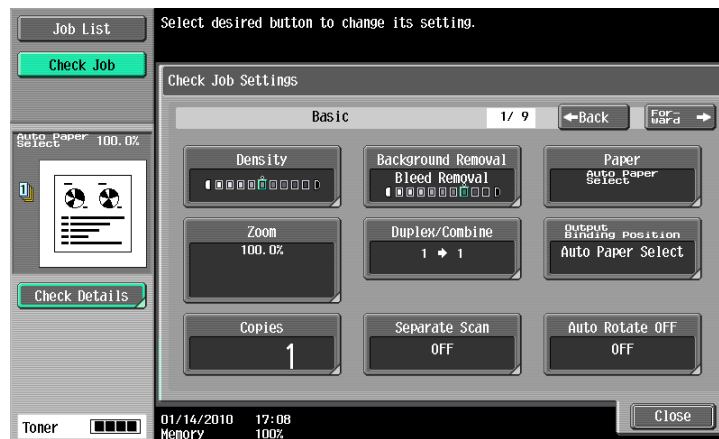 Job List
Select desired button to change its setting.
Check Job
Check Job Settings
Basic
1/ 9
←Back
For-
ward →
Auto Paper
Select
100.0%
Density
Background Removal
Bleed Removal
Paper
Auto Paper
Select
Zoom
100.0%
Duplex/Combine
1 → 1
Output
Binding Position
Auto Paper Select
Check Details
Copies
1
Separate Scan
OFF
Auto Rotate OFF
OFF
Close
Toner
01/14/2010 17:08
Memory 100%